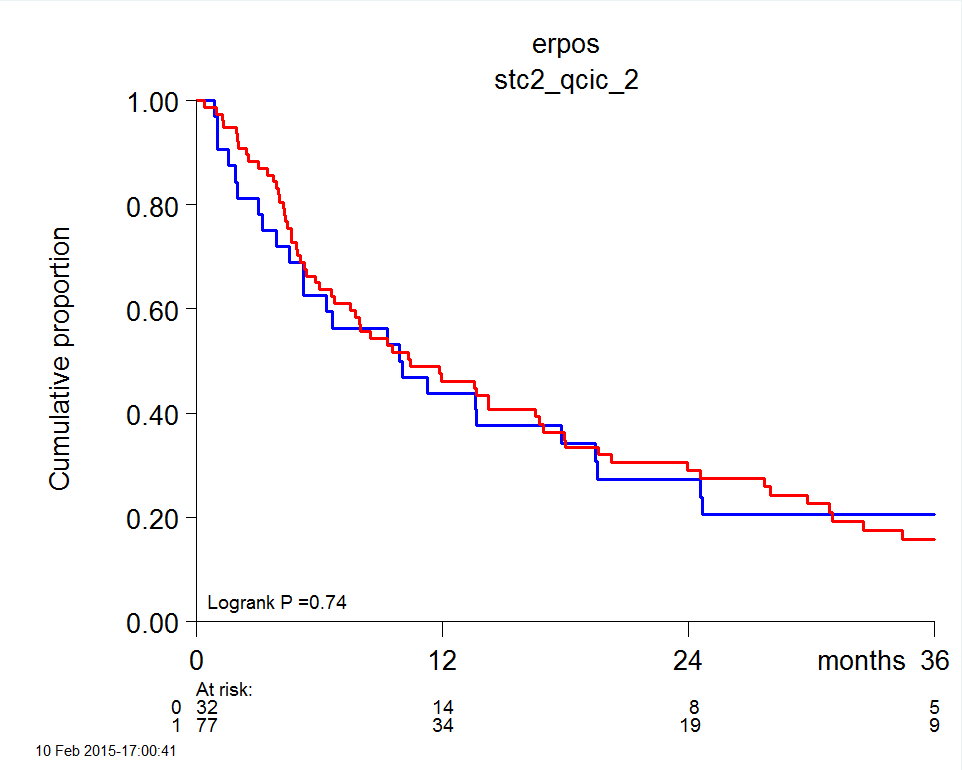 erpos
stc2_qcic_2
1.00
0.80
0.60
0.40
0.20
0.00
Cumulative proportion
Logrank P =0.74
0 12 24 months 36
At risk:
0 32 14 8 5
1 77 34 19 9
10 Feb 2015-17:00:41